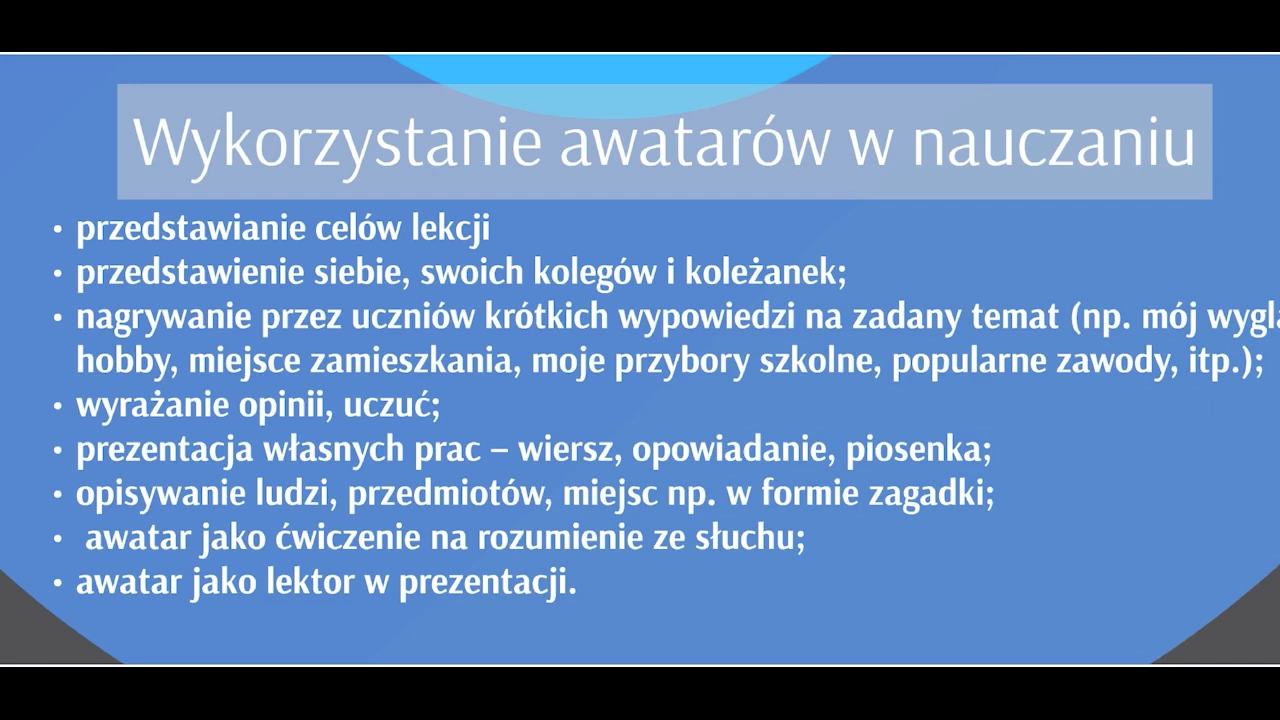 Wykorzystanie awatarów w nauczaniu
• przedstawianie celów lekcji
• przedstawienie siebie, swoich kolegów i koleżanek;
• nagrywanie przez uczniów krótkich wypowiedzi na zadany temat (np. mój
hobby, miejsce zamieszkania, moje przybory szkolne, popularne zawody, itp.);
• wyrażanie opinii, uczuć;
• prezentacja własnych prac – wiersz, opowiadanie, piosenka;
• opisywanie ludzi, przedmiotów, miejsc np. w formie zagadki;
• awatar jako ćwiczenie na rozumienie ze słuchu;
• awatar jako lektor w prezentacji.